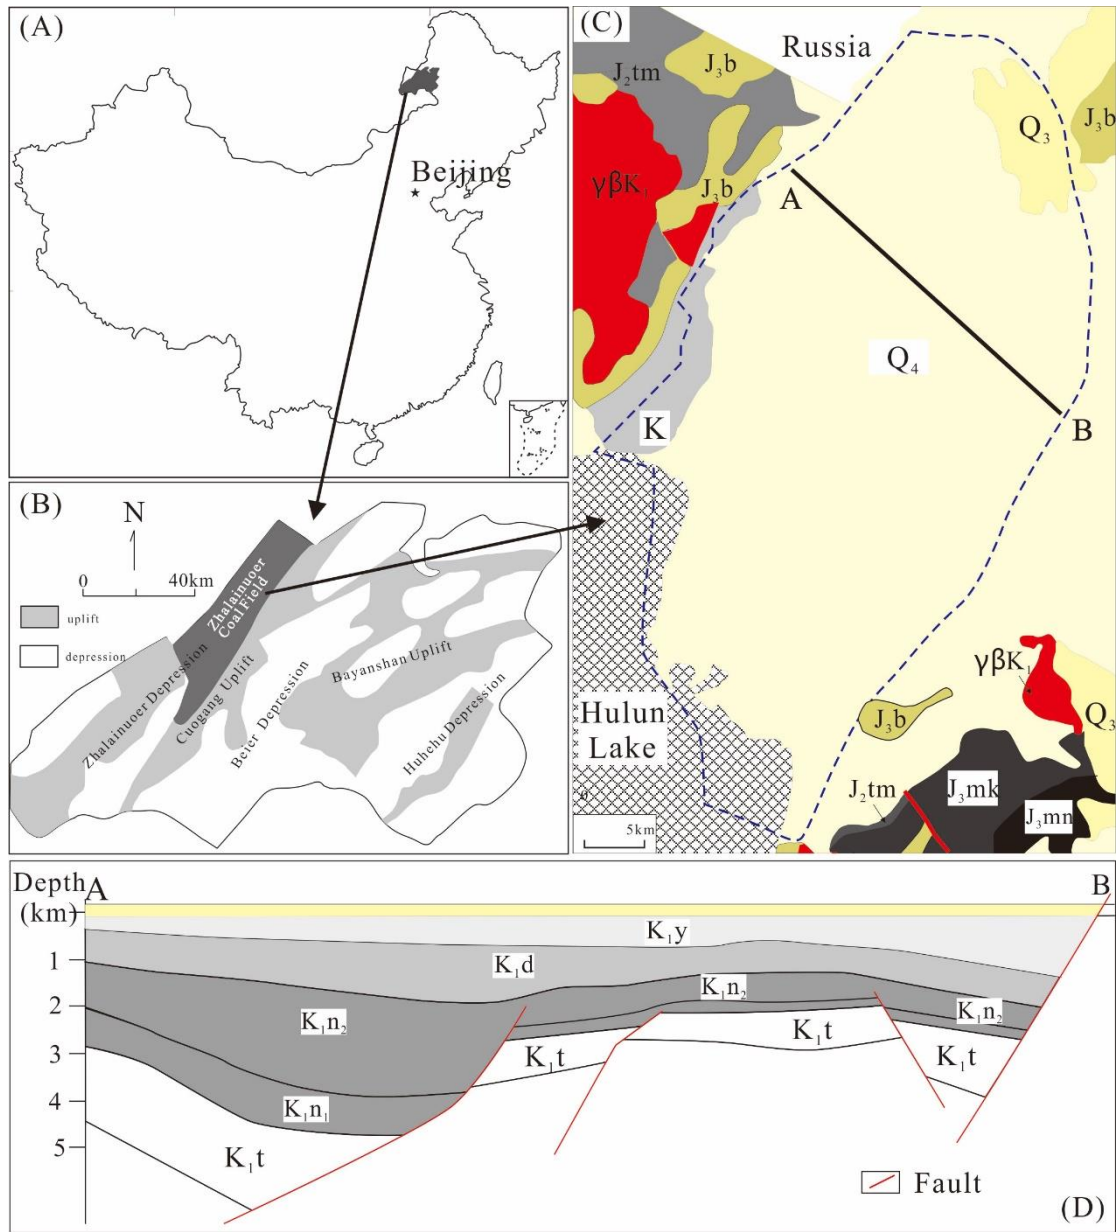 (A)
Beijing
(B)
N
0 40km
uplift
depression
Zhalainuoer
Coal Field
Zhalainuoer Depression
Cuogang Uplift
Beier Depression
Bayanshan Uplift
Huhehu Depression
(C)
Russia
J₃b
J₂tm
Q₃
J₃b
γβK₁
J₃b
A
Q₄
B
K
Hulun
Lake
γβK₁
Q₃
J₃b
J₂tm
J₃mk
J₃mn
5km
Depth
(km)
A
B
K₁y
1
K₁d
2
K₁n₂
K₁n₂
K₁n₂
3
K₁t
K₁t
K₁t
4
K₁n₁
5
K₁t
Fault
(D)